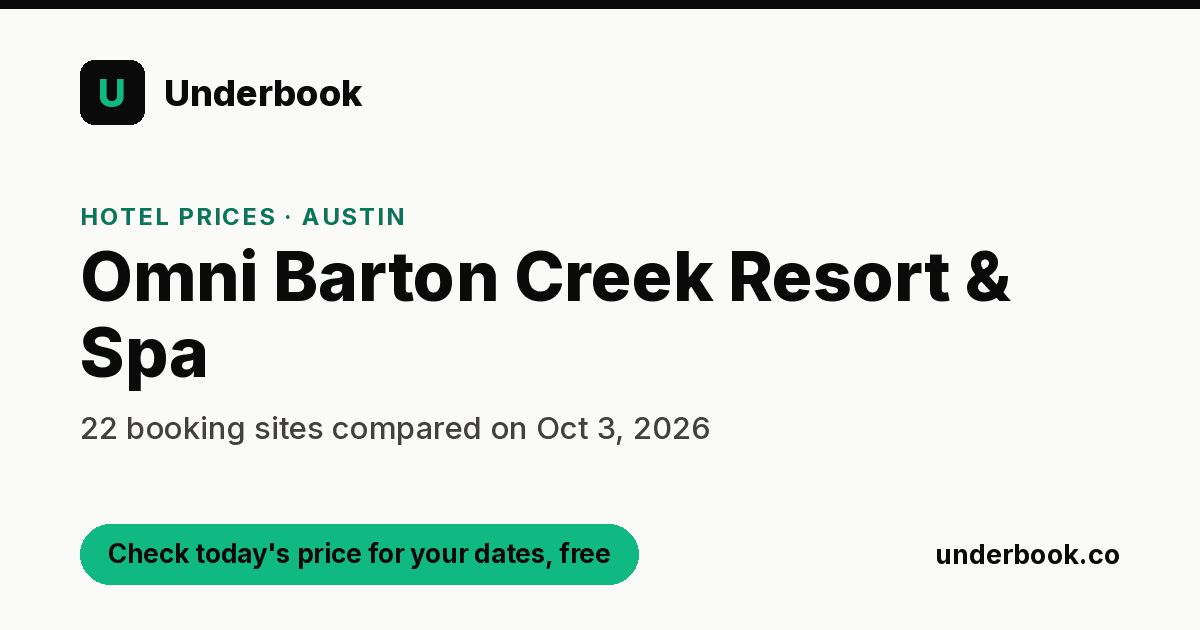 U Underbook
HOTEL PRICES · AUSTIN
Omni Barton Creek Resort &
Spa
22 booking sites compared on Oct 3, 2026
Check today's price for your dates, free
underbook.co